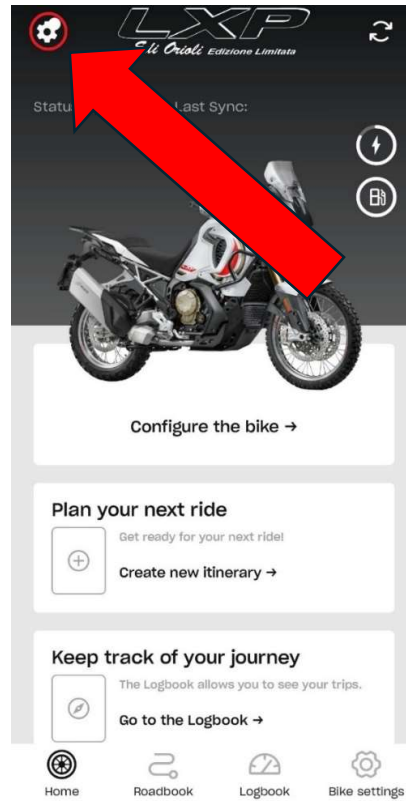 LXP
Gli Orioli Edizione Limitata
Last Sync:
Configure the bike →
Plan your next ride
Get ready for your next ride!
Create new itinerary →
Keep track of your journey
The Logbook allows you to see your trips.
Go to the Logbook →
Home Roadbook Logbook Bike settings